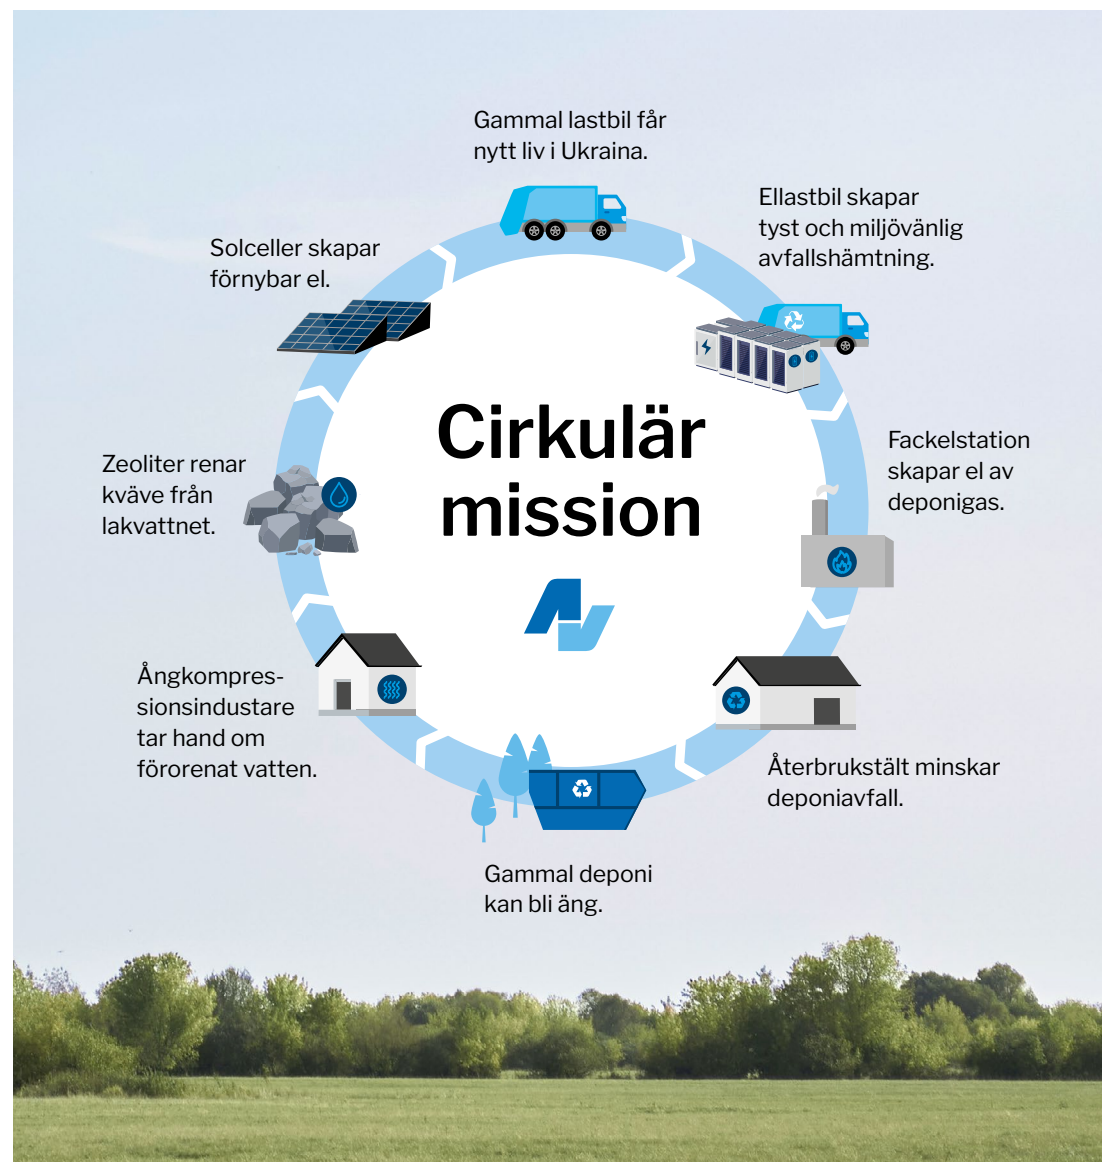 Gammal lastbil får
nytt liv i Ukraina.
Ellastbil skapar
tyst och miljövänlig
avfallshämtning.
Solceller skapar
förnybar el.
Cirkulär
mission
Fackelstation
skapar el av
deponigas.
Zeoliter renar
kväve från
lakvattnet.
Ångkompres-
sionsindustare
tar hand om
förorenat vatten.
Återbrukstält minskar
deponiavfall.
Gammal deponi
kan bli äng.